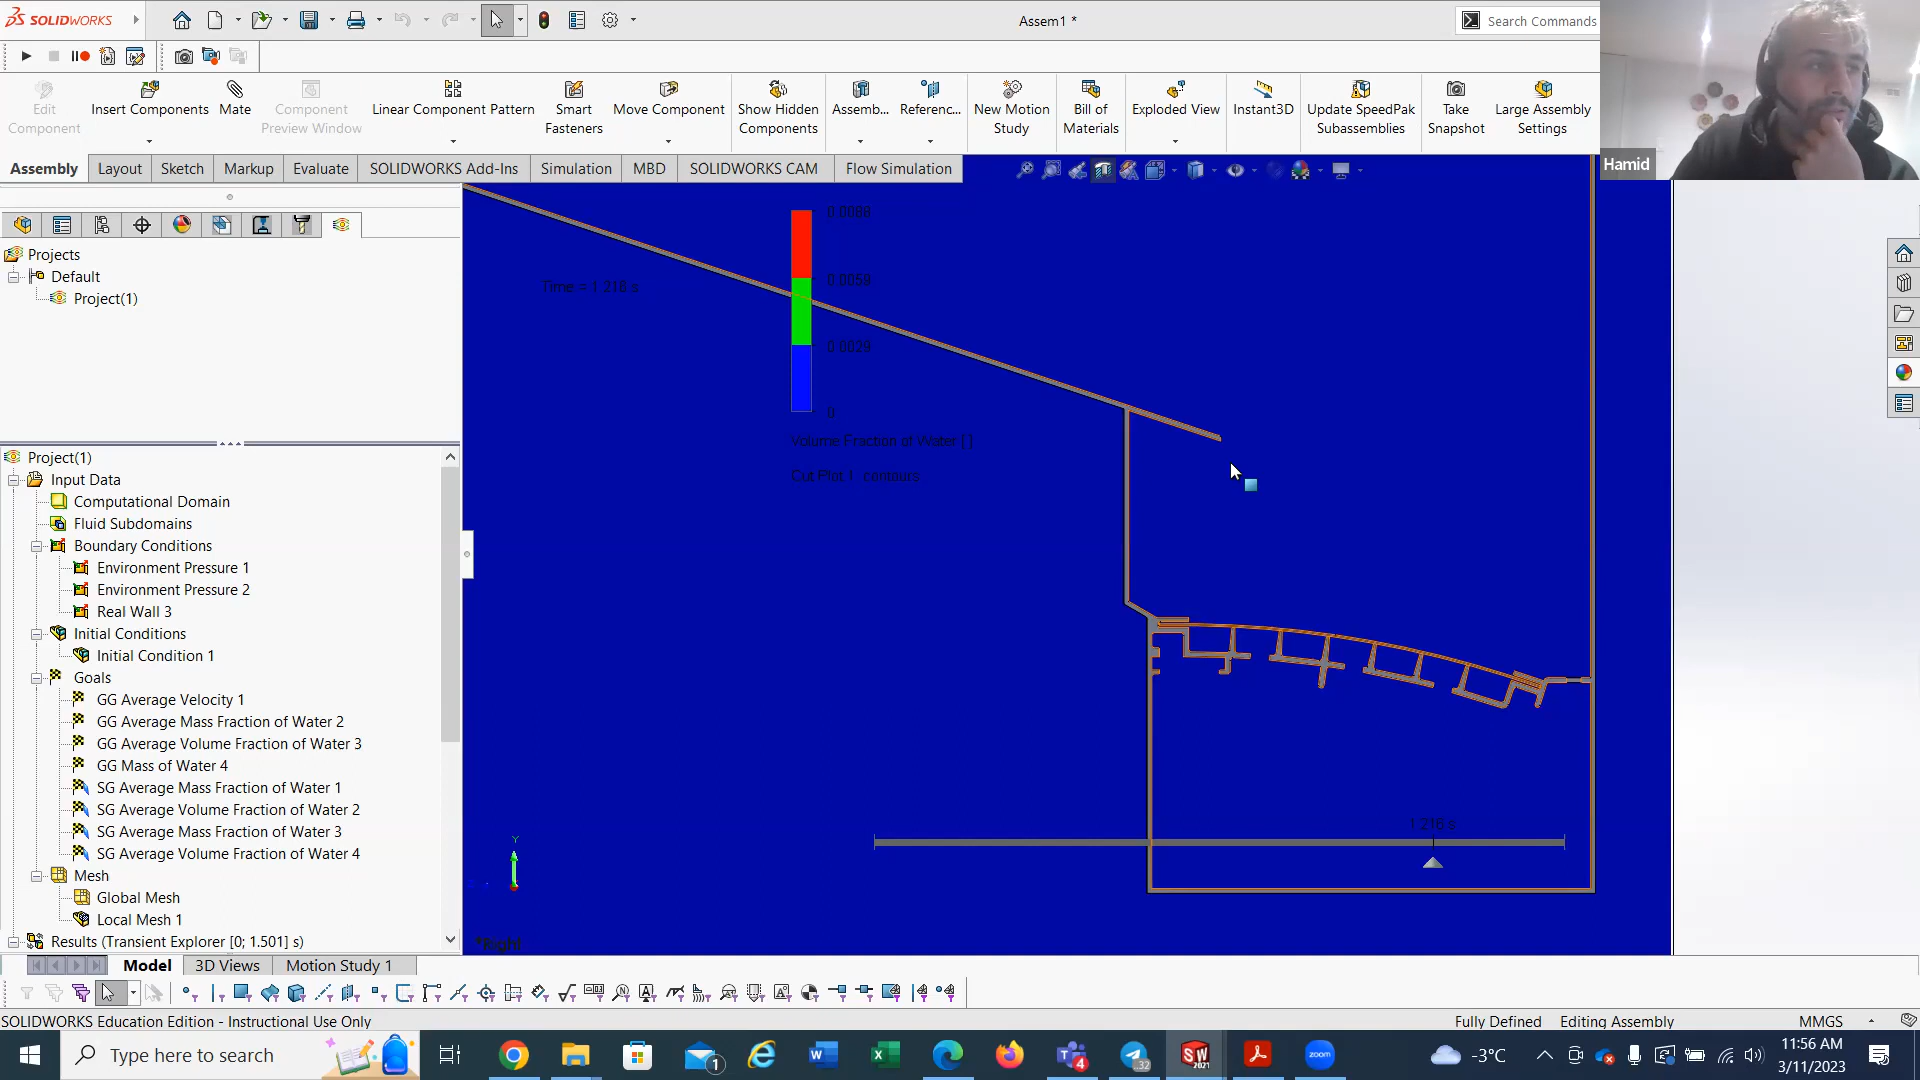 SOLIDWORKS
Assem1 *
Search Commands
Edit Component
Insert Components
Mate
Component Preview Window
Linear Component Pattern
Smart Fasteners
Move Component
Show Hidden Components
Assemb...
Referenc...
New Motion Study
Bill of Materials
Exploded View
Instant3D
Update SpeedPak Subassemblies
Take Snapshot
Large Assembly Settings
Hamid
Assembly
Layout
Sketch
Markup
Evaluate
SOLIDWORKS Add-Ins
Simulation
MBD
SOLIDWORKS CAM
Flow Simulation
Projects
Default
Project(1)
Project(1)
Input Data
Computational Domain
Fluid Subdomains
Boundary Conditions
Environment Pressure 1
Environment Pressure 2
Real Wall 3
Initial Conditions
Initial Condition 1
Goals
GG Average Velocity 1
GG Average Mass Fraction of Water 2
GG Average Volume Fraction of Water 3
GG Mass of Water 4
SG Average Mass Fraction of Water 1
SG Average Volume Fraction of Water 2
SG Average Mass Fraction of Water 3
SG Average Volume Fraction of Water 4
Mesh
Global Mesh
Local Mesh 1
Results (Transient Explorer [0; 1.501] s)
Time = 1.216 s
0.0059
0.0029
0
Volume Fraction of Water [ ]
Cut Plot 1: contours
1.216 s
Y
*Right
Model
3D Views
Motion Study 1
SOLIDWORKS Education Edition - Instructional Use Only
Fully Defined
Editing Assembly
MMGS
Type here to search
1
4
32
SW 2021
zoom
-3°C
11:56 AM
3/11/2023